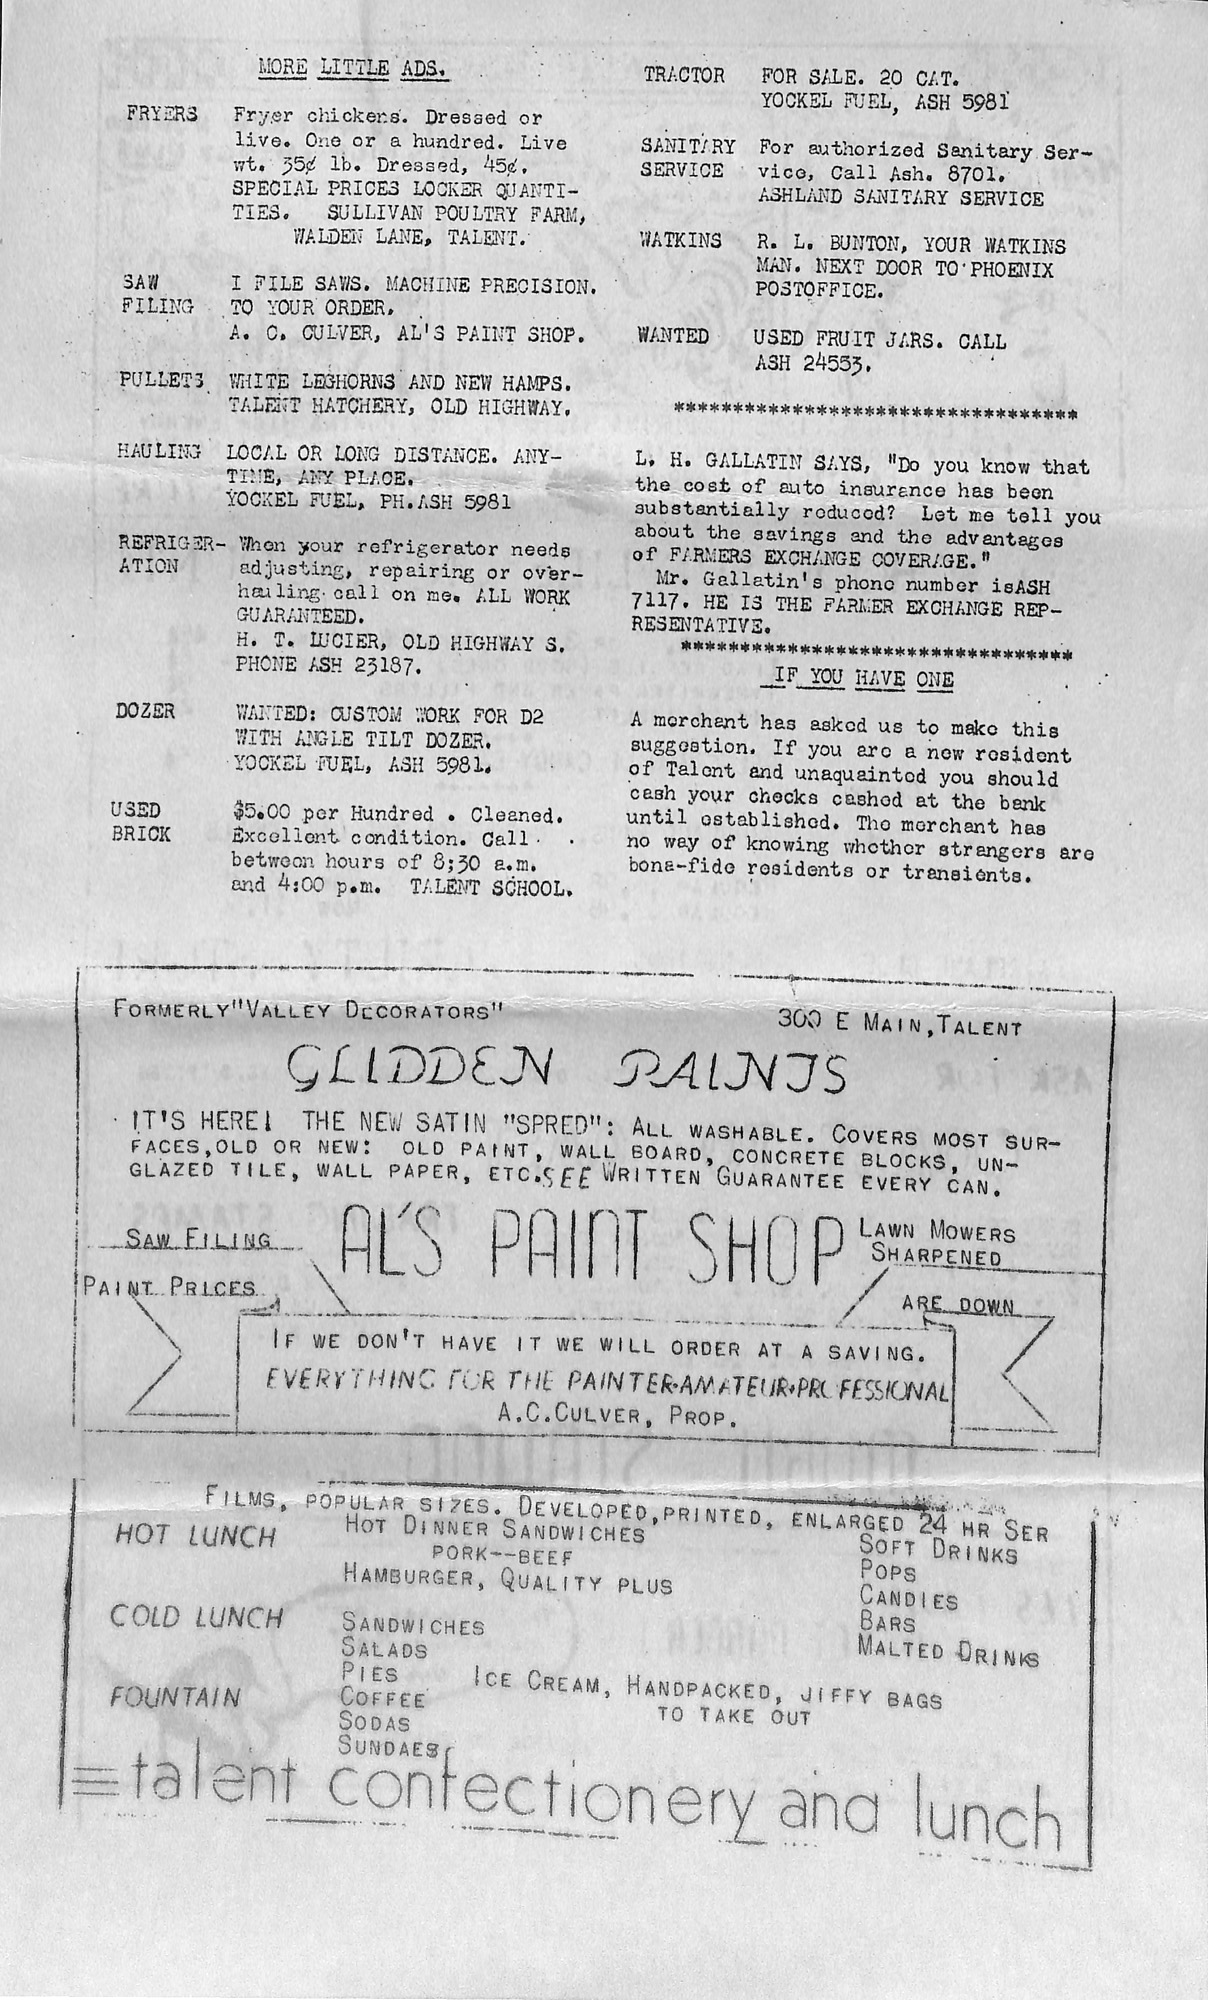 MORE LITTLE ADS.
FRYERS Fryer chickens. Dressed or
live. One or a hundred. Live
wt. 35¢ lb. Dressed, 45¢.
SPECIAL PRICES LOCKER QUANTI-
TIES. SULLIVAN POULTRY FARM,
WALDEN LANE, TALENT.
SAW I FILE SAWS. MACHINE PRECISION.
FILING TO YOUR ORDER.
A. C. CULVER, AL'S PAINT SHOP.
PULLETS WHITE LEGHORNS AND NEW HAMPS.
TALENT HATCHERY, OLD HIGHWAY.
HAULING LOCAL OR LONG DISTANCE. ANY-
TIME, ANY PLACE.
YOCKEL FUEL, PH.ASH 5981
REFRIGER- When your refrigerator needs
ATION adjusting, repairing or over-
hauling call on me. ALL WORK
GUARANTEED.
H. T. LUCIER, OLD HIGHWAY S.
PHONE ASH 23187.
DOZER WANTED: CUSTOM WORK FOR D2
WITH ANGLE TILT DOZER.
YOCKEL FUEL, ASH 5981.
USED $5.00 per Hundred . Cleaned.
BRICK Excellent condition. Call
between hours of 8;30 a.m.
and 4:00 p.m. TALENT SCHOOL.
TRACTOR FOR SALE. 20 CAT.
YOCKEL FUEL, ASH 5981
SANITARY For authorized Sanitary Ser-
SERVICE vice, Call Ash. 8701.
ASHLAND SANITARY SERVICE
WATKINS R. L. BUNTON, YOUR WATKINS
MAN. NEXT DOOR TO PHOENIX
POSTOFFICE.
WANTED USED FRUIT JARS. CALL
ASH 24553.
**********************************
L. H. GALLATIN SAYS, "Do you know that
the cost of auto insurance has been
substantially reduced? Let me tell you
about the savings and the advantages
of FARMERS EXCHANGE COVERAGE."
Mr. Gallatin's phone number isASH
7117. HE IS THE FARMER EXCHANGE REP-
RESENTATIVE.
*********************************
IF YOU HAVE ONE
A merchant has asked us to make this
suggestion. If you are a new resident
of Talent and unaquainted you should
cash your checks cashed at the bank
until established. The merchant has
no way of knowing whether strangers are
bona-fide residents or transients.
FORMERLY"VALLEY DECORATORS" 300 E MAIN,TALENT
GLIDDEN PAINTS
IT'S HERE! THE NEW SATIN "SPRED": ALL WASHABLE. COVERS MOST SUR-
FACES,OLD OR NEW: OLD PAINT, WALL BOARD, CONCRETE BLOCKS, UN-
GLAZED TILE, WALL PAPER, ETC.SEE WRITTEN GUARANTEE EVERY CAN.
SAW FILING AL'S PAINT SHOP LAWN MOWERS
SHARPENED
PAINT PRICES ARE DOWN
IF WE DON'T HAVE IT WE WILL ORDER AT A SAVING.
EVERYTHING FOR THE PAINTER·AMATEUR·PROFESSIONAL
A.C.CULVER, PROP.
FILMS, POPULAR SIZES. DEVELOPED,PRINTED, ENLARGED 24 HR SER
HOT LUNCH HOT DINNER SANDWICHES
PORK--BEEF
HAMBURGER, QUALITY PLUS
SOFT DRINKS
POPS
CANDIES
BARS
MALTED DRINKS
COLD LUNCH SANDWICHES
SALADS
PIES
FOUNTAIN COFFEE
SODAS
SUNDAES
ICE CREAM, HANDPACKED, JIFFY BAGS
TO TAKE OUT
talent confectionery and lunch